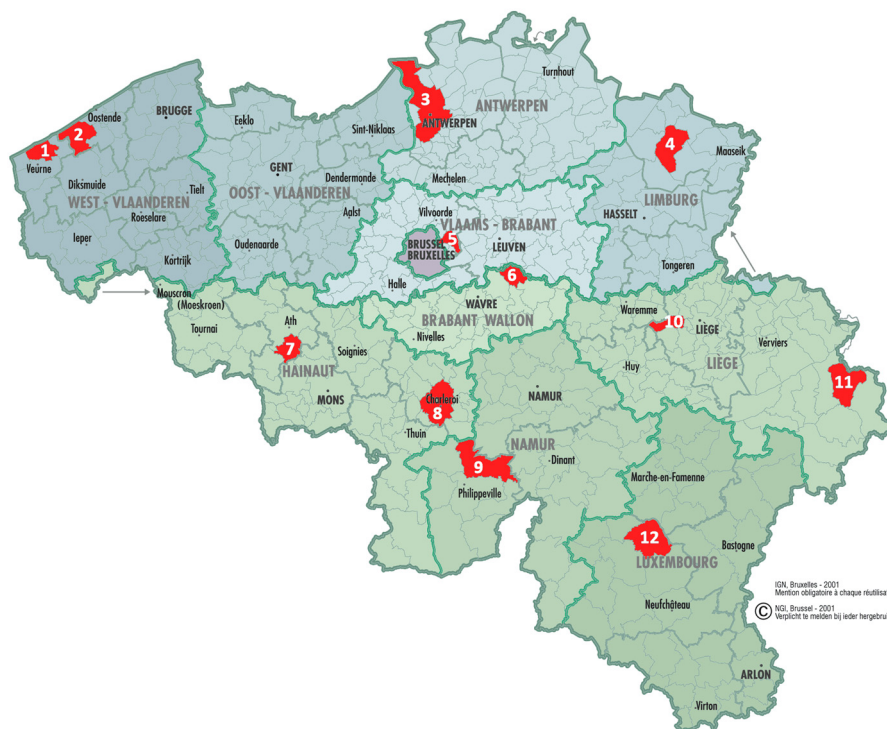 Turnhout
3
ANTWERPEN
ANTWERPEN
Oostende
BRUGGE
2
1
Veurne
Eeklo
Sint-Niklaas
4
Maaseik
GENT
Dendermonde
Mechelen
Diksmuide
Tielt
WEST - VLAANDEREN
OOST - VLAANDEREN
Aalst
Roeselare
LIMBURG
HASSELT
Vilvoorde
VLAAMS - BRABANT
5
BRUSSEL
BRUXELLES
LEUVEN
Ieper
Oudenaarde
Kortrijk
Halle
6
Tongeren
Mouscron
(Moeskroen)
WAVRE
BRABANT WALLON
Waremme
10
LIÈGE
Tournai
Ath
Nivelles
Verviers
7
Soignies
HAINAUT
Huy
LIÈGE
11
MONS
Charleroi
8
NAMUR
Thuin
NAMUR
9
Dinant
Philippeville
Marche-en-Famenne
12
Bastogne
LUXEMBOURG
Neufchâteau
IGN, Bruxelles - 2001
Mention obligatoire à chaque réutilisa
© NGI, Brussel - 2001
Verplicht te melden bij ieder hergebrui
ARLON
Virton